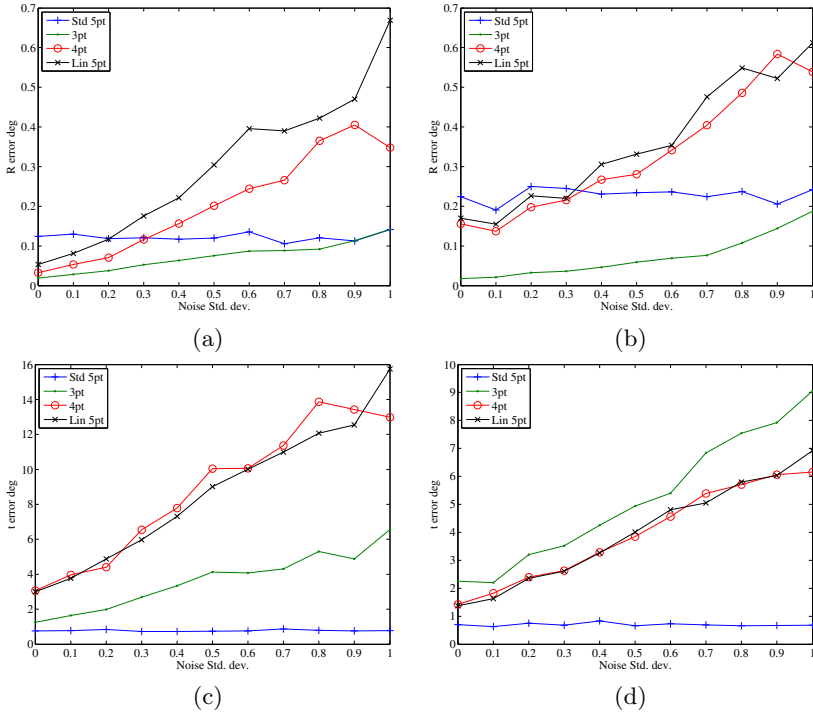 0.7
0.6
0.5
0.4
0.3
0.2
0.1
0
R error deg
Std 5pt
3pt
4pt
Lin 5pt
0 0.1 0.2 0.3 0.4 0.5 0.6 0.7 0.8 0.9 1
Noise Std. dev.
(a)
0.7
0.6
0.5
0.4
0.3
0.2
0.1
0
R error deg
Std 5pt
3pt
4pt
Lin 5pt
0 0.1 0.2 0.3 0.4 0.5 0.6 0.7 0.8 0.9 1
Noise Std. dev.
(b)
16
14
12
10
8
6
4
2
0
t error deg
Std 5pt
3pt
4pt
Lin 5pt
0 0.1 0.2 0.3 0.4 0.5 0.6 0.7 0.8 0.9 1
Noise Std. dev.
(c)
10
9
8
7
6
5
4
3
2
1
0
t error deg
Std 5pt
3pt
4pt
Lin 5pt
0 0.1 0.2 0.3 0.4 0.5 0.6 0.7 0.8 0.9 1
Noise Std. dev.
(d)